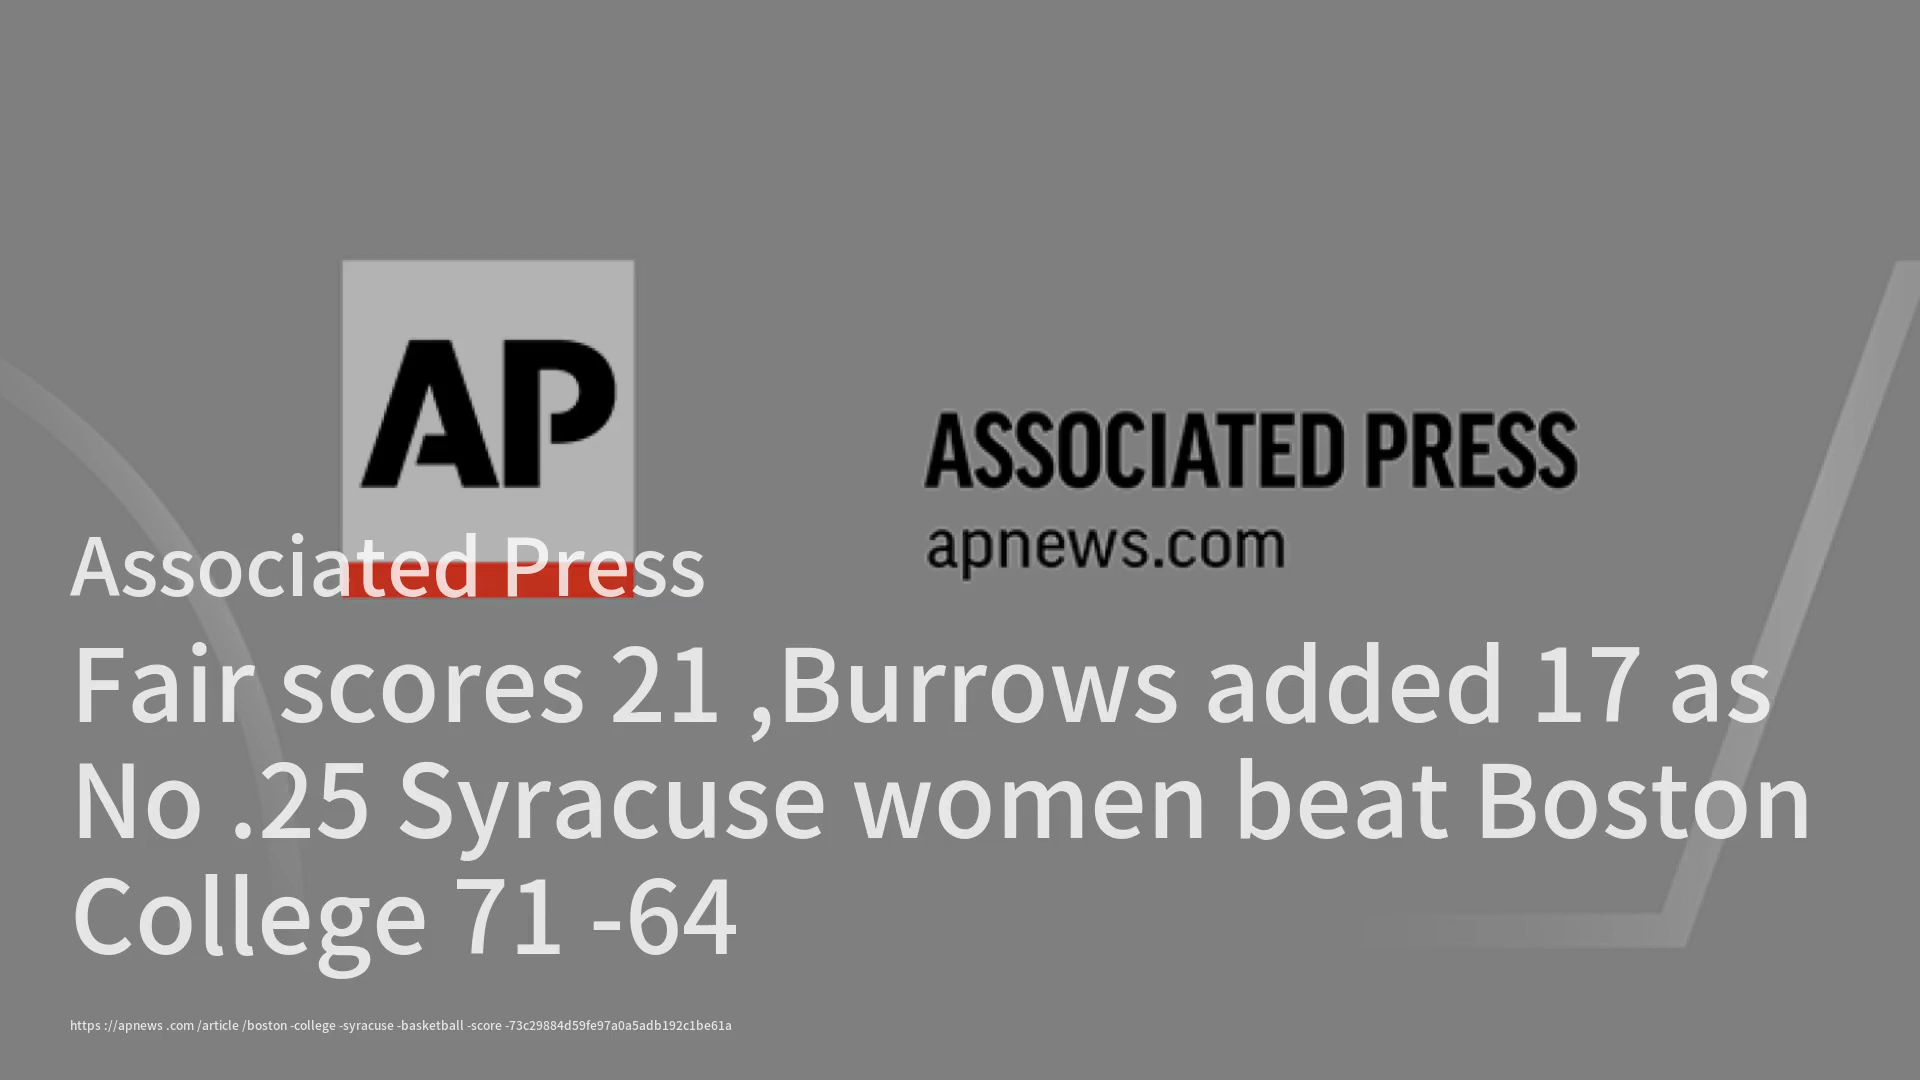 AP
ASSOCIATED PRESS
apnews.com
Associated Press
Fair scores 21 ,Burrows added 17 as
No .25 Syracuse women beat Boston
College 71 -64
https ://apnews .com /article /boston -college -syracuse -basketball -score -73c29884d59fe97a0a5adb192c1be61a